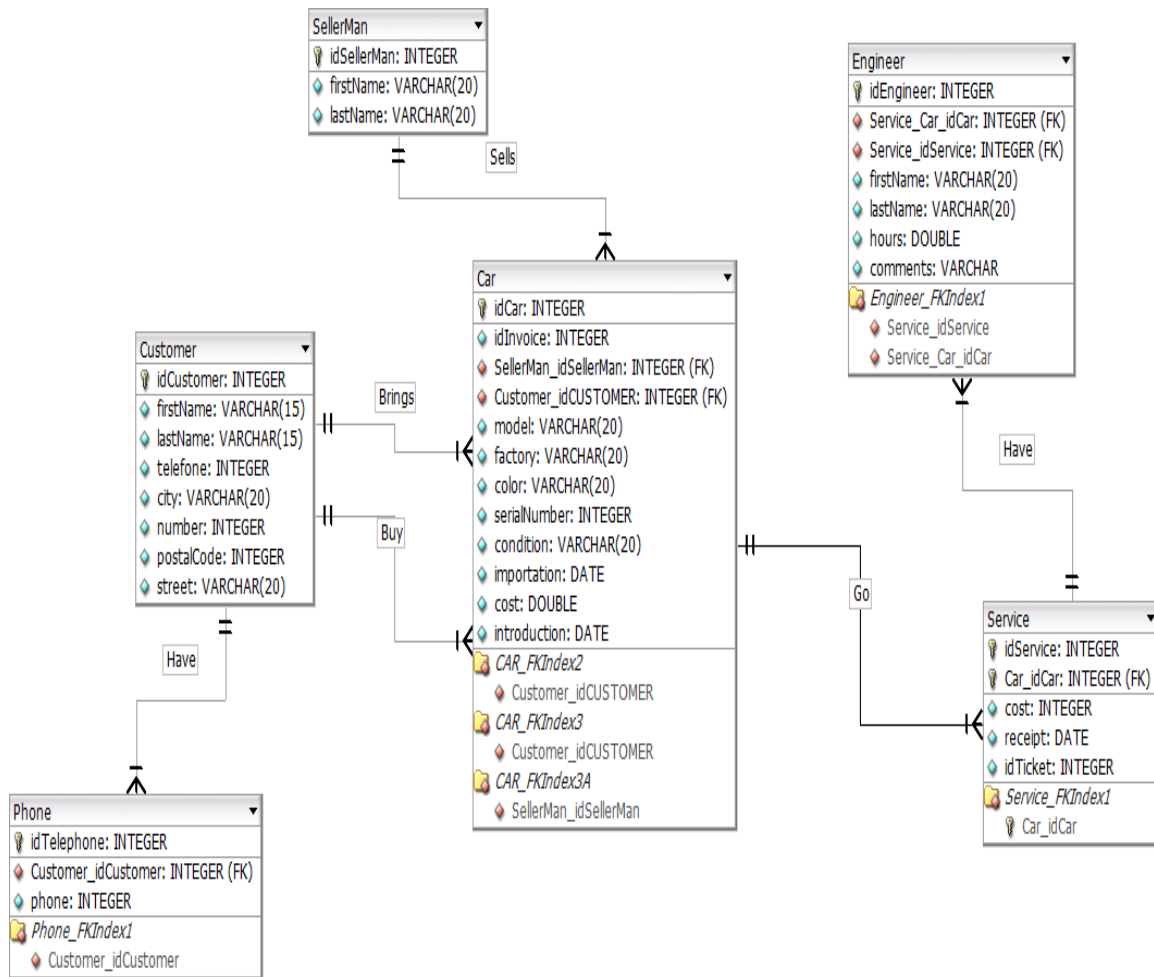 SellerMan
idSellerMan: INTEGER
firstName: VARCHAR(20)
lastName: VARCHAR(20)
Sells
Engineer
idEngineer: INTEGER
Service_Car_idCar: INTEGER (FK)
Service_idService: INTEGER (FK)
firstName: VARCHAR(20)
lastName: VARCHAR(20)
hours: DOUBLE
comments: VARCHAR
Engineer_FKIndex1
Service_idService
Service_Car_idCar
Car
idCar: INTEGER
idInvoice: INTEGER
SellerMan_idSellerMan: INTEGER (FK)
Customer_idCUSTOMER: INTEGER (FK)
model: VARCHAR(20)
factory: VARCHAR(20)
color: VARCHAR(20)
serialNumber: INTEGER
condition: VARCHAR(20)
importation: DATE
cost: DOUBLE
introduction: DATE
CAR_FKIndex2
Customer_idCUSTOMER
CAR_FKIndex3
Customer_idCUSTOMER
CAR_FKIndex3A
SellerMan_idSellerMan
Customer
idCustomer: INTEGER
firstName: VARCHAR(15)
lastName: VARCHAR(15)
telefone: INTEGER
city: VARCHAR(20)
number: INTEGER
postalCode: INTEGER
street: VARCHAR(20)
Brings
Buy
Have
Go
Have
Service
idService: INTEGER
Car_idCar: INTEGER (FK)
cost: INTEGER
receipt: DATE
idTicket: INTEGER
Service_FKIndex1
Car_idCar
Phone
idTelephone: INTEGER
Customer_idCustomer: INTEGER (FK)
phone: INTEGER
Phone_FKIndex1
Customer_idCustomer